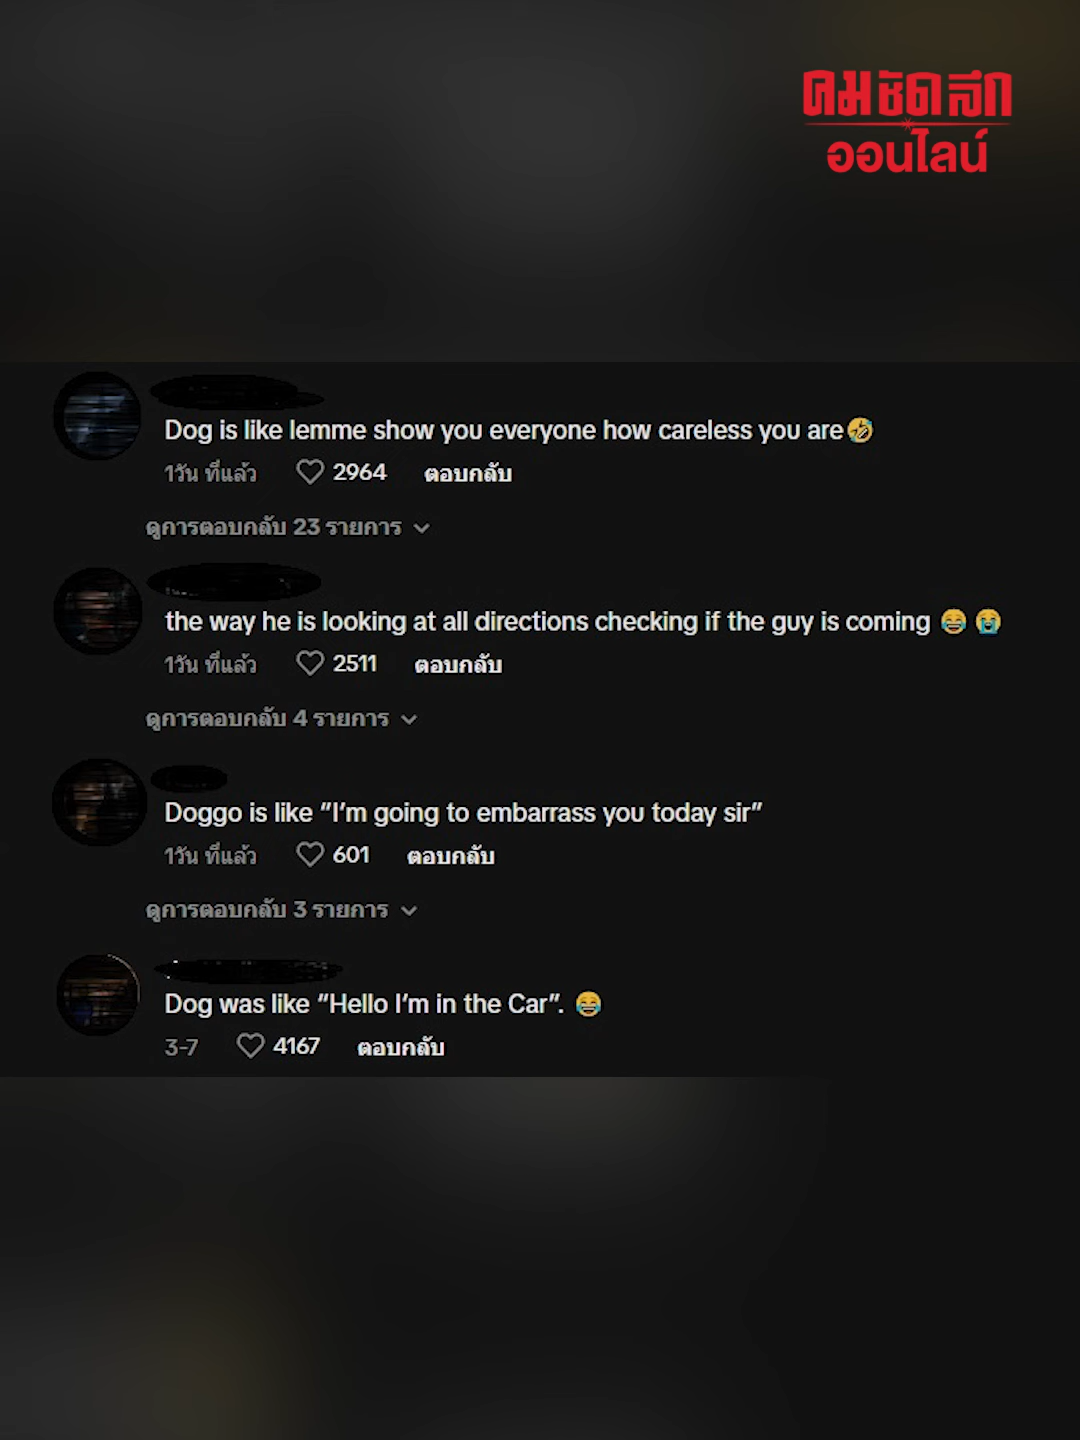 คมชัดลึก
ออนไลน์
Dog is like lemme show you everyone how careless you are🤣
1วัน ที่แล้ว 2964 ตอบกลับ
ดูการตอบกลับ 23 รายการ
the way he is looking at all directions checking if the guy is coming 😂 😭
1วัน ที่แล้ว 2511 ตอบกลับ
ดูการตอบกลับ 4 รายการ
Doggo is like “I’m going to embarrass you today sir”
1วัน ที่แล้ว 601 ตอบกลับ
ดูการตอบกลับ 3 รายการ
Dog was like “Hello I’m in the Car”. 😂
3-7 4167 ตอบกลับ